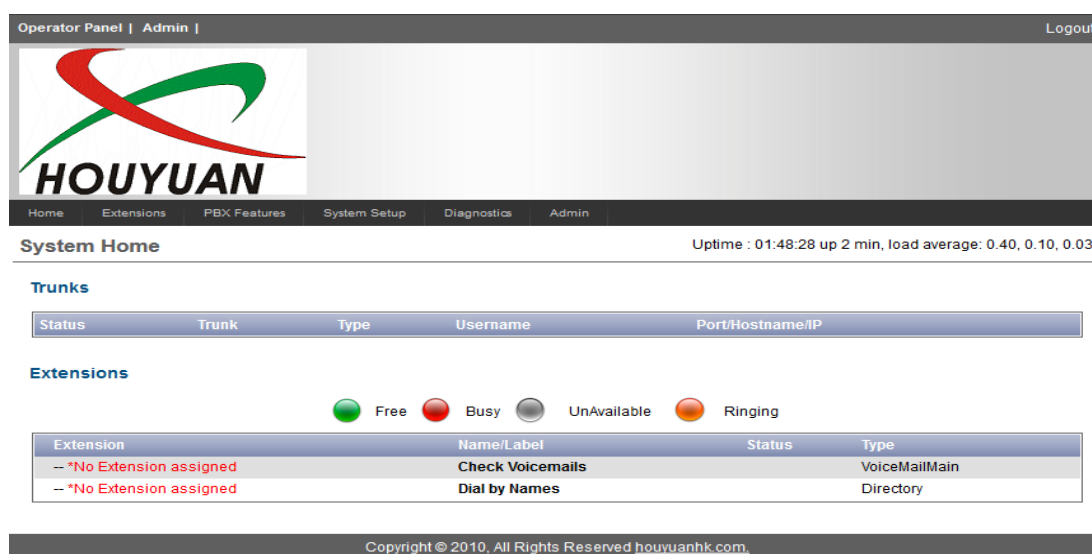 Operator Panel | Admin | Logout
HOUYUAN
Home Extensions PBX Features System Setup Diagnostics Admin
System Home Uptime : 01:48:28 up 2 min, load average: 0.40, 0.10, 0.03
Trunks
Status Trunk Type Username Port/Hostname/IP
Extensions
Free Busy UnAvailable Ringing
Extension Name/Label Status Type
-- *No Extension assigned Check Voicemails VoiceMailMain
-- *No Extension assigned Dial by Names Directory
Copyright © 2010, All Rights Reserved houyuanhk.com.